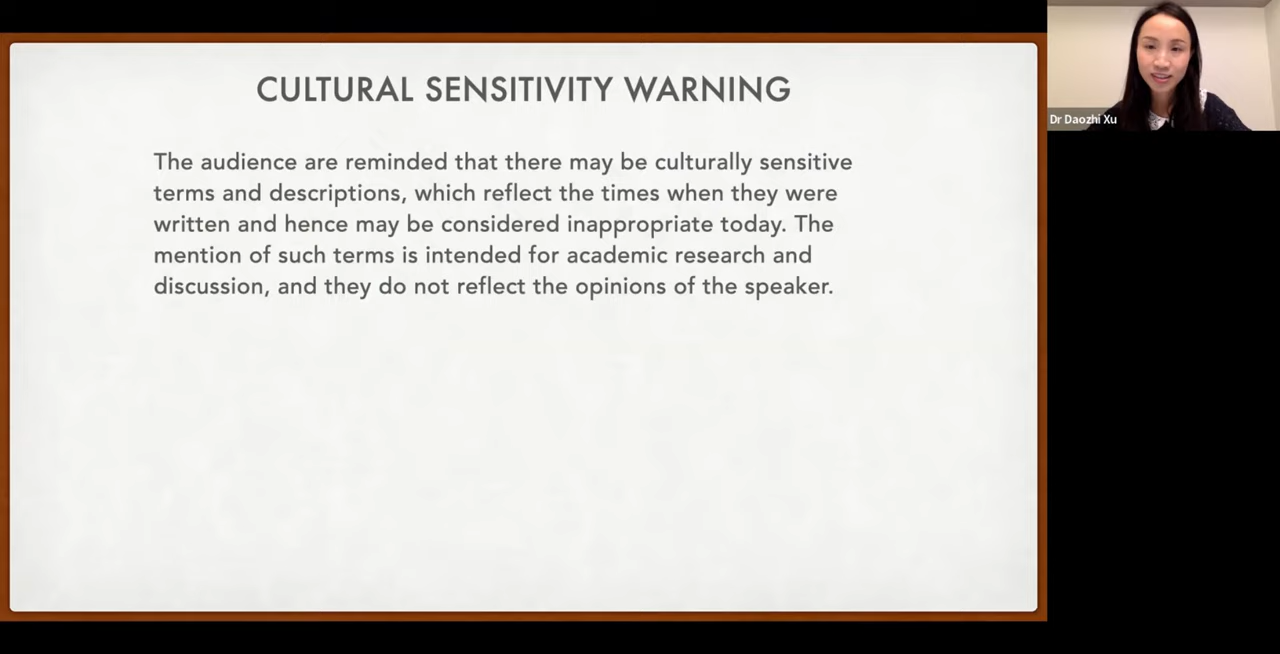 CULTURAL SENSITIVITY WARNING
The audience are reminded that there may be culturally sensitive
terms and descriptions, which reflect the times when they were
written and hence may be considered inappropriate today. The
mention of such terms is intended for academic research and
discussion, and they do not reflect the opinions of the speaker.
Dr Daozhi Xu